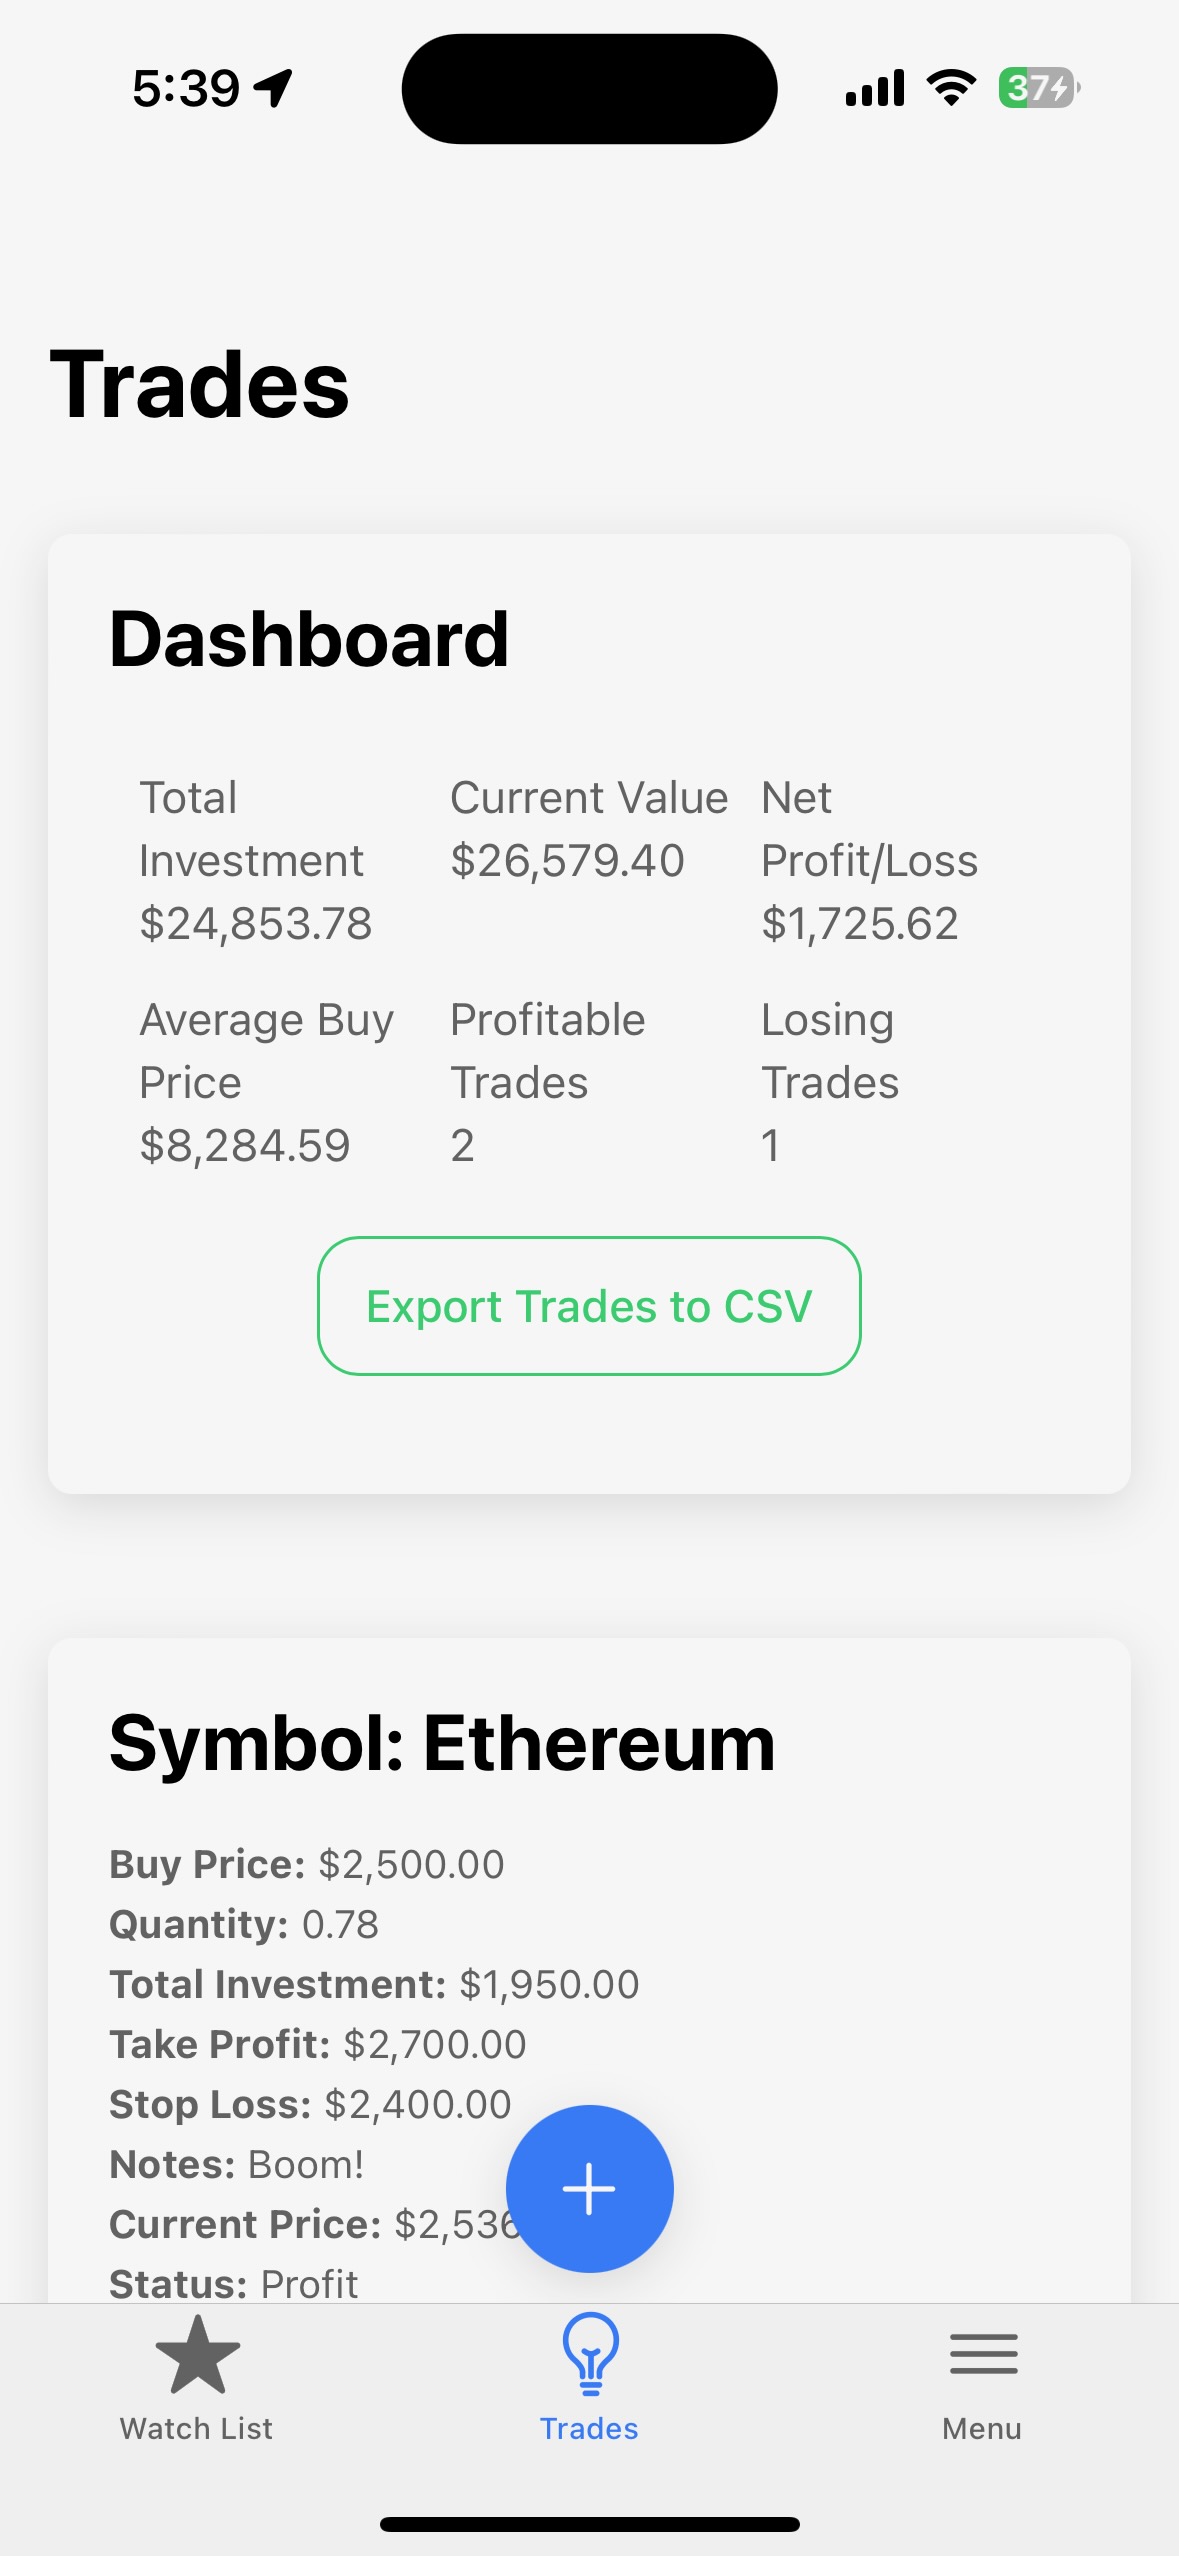 5:39
37
Trades
Dashboard
Total
Investment
$24,853.78
Current Value
$26,579.40
Net
Profit/Loss
$1,725.62
Average Buy
Price
$8,284.59
Profitable
Trades
2
Losing
Trades
1
Export Trades to CSV
Symbol: Ethereum
Buy Price: $2,500.00
Quantity: 0.78
Total Investment: $1,950.00
Take Profit: $2,700.00
Stop Loss: $2,400.00
Notes: Boom!
Current Price: $2,536
Status: Profit
Watch List
Trades
Menu